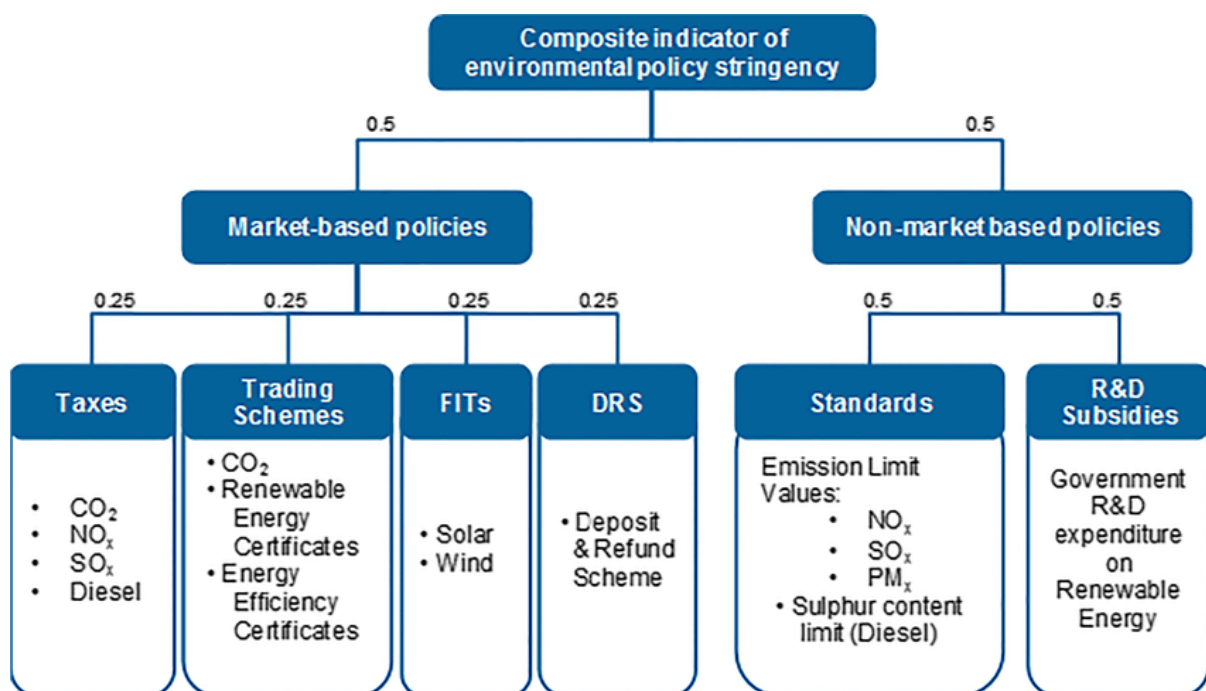 Composite indicator of
environmental policy stringency
0.5
0.5
Market-based policies
Non-market based policies
0.25
0.25
0.25
0.25
0.5
0.5
Taxes
Trading
Schemes
FITs
DRS
Standards
R&D
Subsidies
• CO₂
• NOₓ
• SOₓ
• Diesel
• CO₂
• Renewable
Energy
Certificates
• Energy
Efficiency
Certificates
• Solar
• Wind
• Deposit
& Refund
Scheme
Emission Limit
Values:
• NOₓ
• SOₓ
• PMₓ
• Sulphur content
limit (Diesel)
Government
R&D
expenditure
on
Renewable
Energy